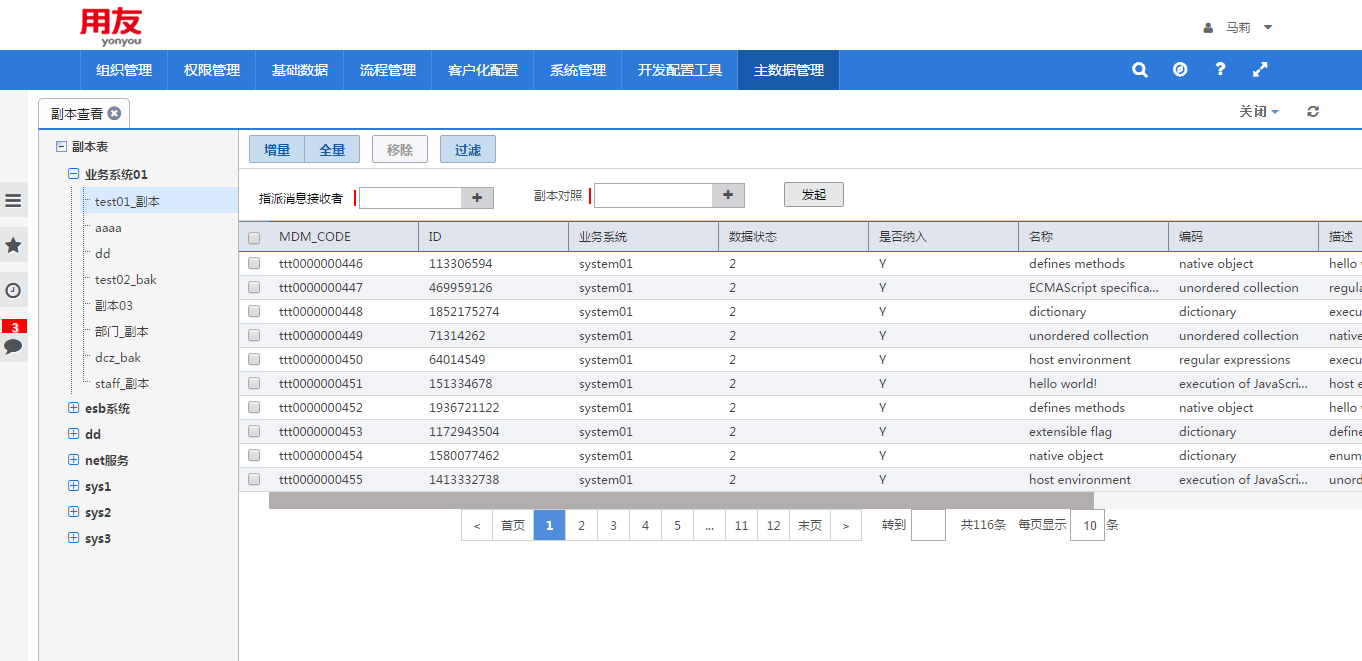 用友
yonyou
马莉
组织管理 权限管理 基础数据 流程管理 客户化配置 系统管理 开发配置工具 主数据管理
副本查看 关闭
副本表
业务系统01
test01_副本
aaaa
dd
test02_bak
副本03
部门_副本
dcz_bak
staff_副本
esb系统
dd
net服务
sys1
sys2
sys3
3
增量 全量 移除 过滤
指派消息接收者 副本对照 发起
MDM_CODE ID 业务系统 数据状态 是否纳入 名称 编码 描述
ttt0000000446 113306594 system01 2 Y defines methods native object hello
ttt0000000447 469959126 system01 2 Y ECMAScript specifica... unordered collection regula
ttt0000000448 1852175274 system01 2 Y dictionary dictionary execu
ttt0000000449 71314262 system01 2 Y unordered collection unordered collection native
ttt0000000450 64014549 system01 2 Y host environment regular expressions execu
ttt0000000451 151334678 system01 2 Y hello world! execution of JavaScri... host e
ttt0000000452 1936721122 system01 2 Y defines methods native object hello
ttt0000000453 1172943504 system01 2 Y extensible flag dictionary define
ttt0000000454 1580077462 system01 2 Y native object dictionary enum
ttt0000000455 1413332738 system01 2 Y host environment execution of JavaScri... unord
< 首页 1 2 3 4 5 ... 11 12 末页 > 转到 共116条 每页显示 10 条